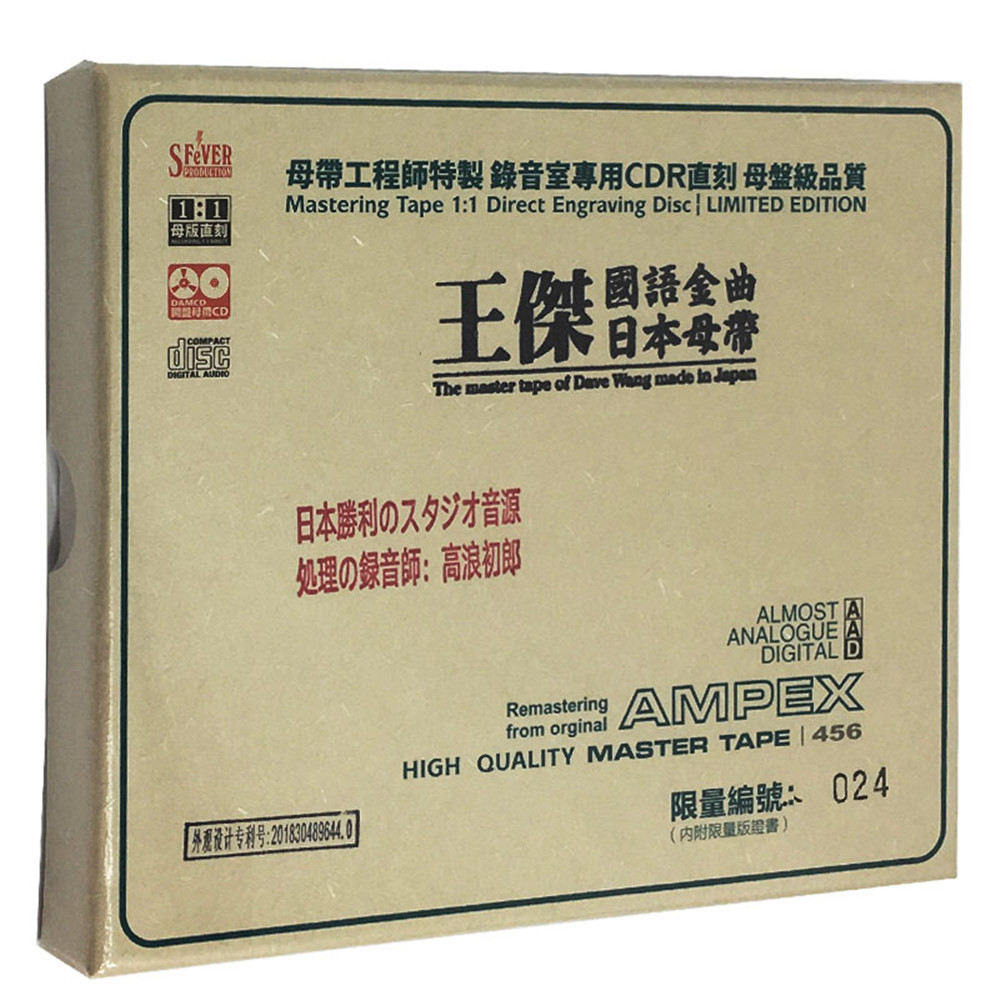 SFeVER
PRODUCTION
1:1
母版直刻
DAMCD
開盤母帶CD
COMPACT
disc
DIGITAL AUDIO
母帶工程師特製 錄音室專用CDR直刻 母盤級品質
Mastering Tape 1:1 Direct Engraving Disc | LIMITED EDITION
王傑 國語金曲
日本母帶
The master tape of Dave Wang made in Japan
日本勝利のスタジオ音源
処理の録音師：高浪初郎
ALMOST A
ANALOGUE A
DIGITAL D
Remastering
from orginal AMPEX
HIGH QUALITY MASTER TAPE | 456
限量編號: 024
(内附限量版證書)
外观设计专利号:201830489644.0